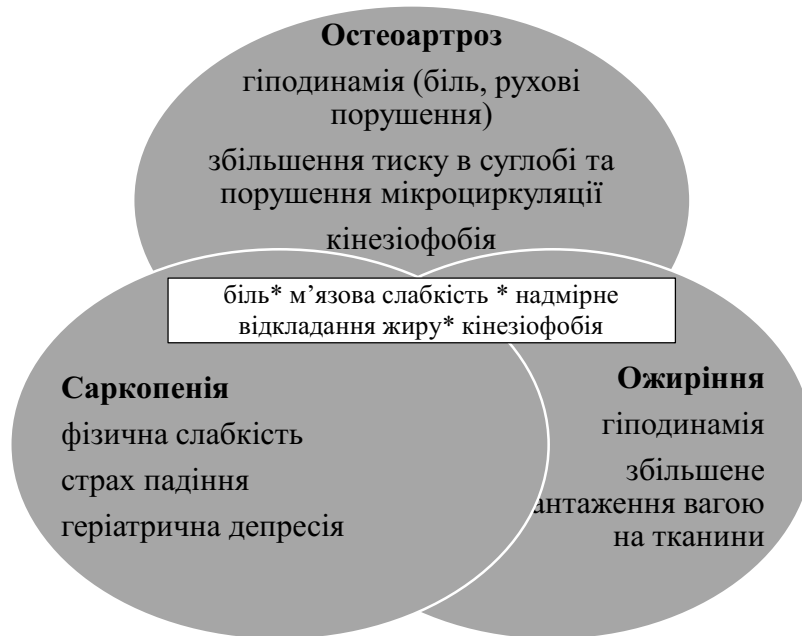 Остеоартроз
гіподинамія (біль, рухові
порушення)
збільшення тиску в суглобі та
порушення мікроциркуляції
кінезіофобія
біль* м’язова слабкість * надмірне
відкладання жиру* кінезіофобія
Саркопенія
фізична слабкість
страх падіння
геріатрична депресія
Ожиріння
гіподинамія
збільшене
антаження вагою
на тканини